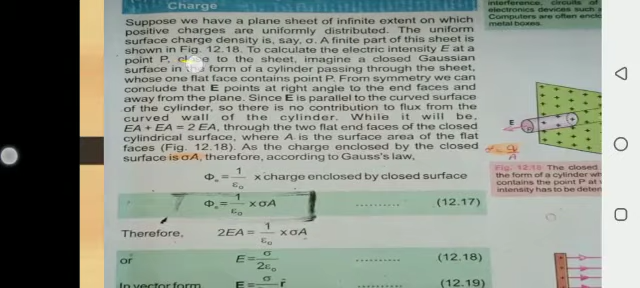 Charge
interference, circuits of
electronics devices such
Computers are often encl
metal boxes.
Suppose we have a plane sheet of infinite extent on which
positive charges are uniformly distributed. The uniform
surface charge density is, say, σ. A finite part of this sheet is
shown in Fig. 12.18. To calculate the electric intensity E at a
point P, to the sheet, imagine a closed Gaussian
surface in the form of a cylinder passing through the sheet,
whose one flat face contains point P. From symmetry we can
conclude that E points at right angle to the end faces and
away from the plane. Since E is parallel to the curved surface
of the cylinder, so there is no contribution to flux from the
curved wall of the cylinder. While it will be,
EA + EA = 2 EA, through the two flat end faces of the closed
cylindrical surface, where A is the surface area of the flat
faces (Fig. 12.18). As the charge enclosed by the closed
surface is σA, therefore, according to Gauss's law,
E
P
Fig. 12.18 The closed
the form of a cylinder wh
contains the point P at
intensity has to be deter
Φₑ = 1/ε₀ x charge enclosed by closed surface
Φₑ = 1/ε₀ x σA .......... (12.17)
Therefore, 2EA = 1/ε₀ x σA
or E = σ/2ε₀ .......... (12.18)
In vector form, E = σ r̂ .......... (12.19)